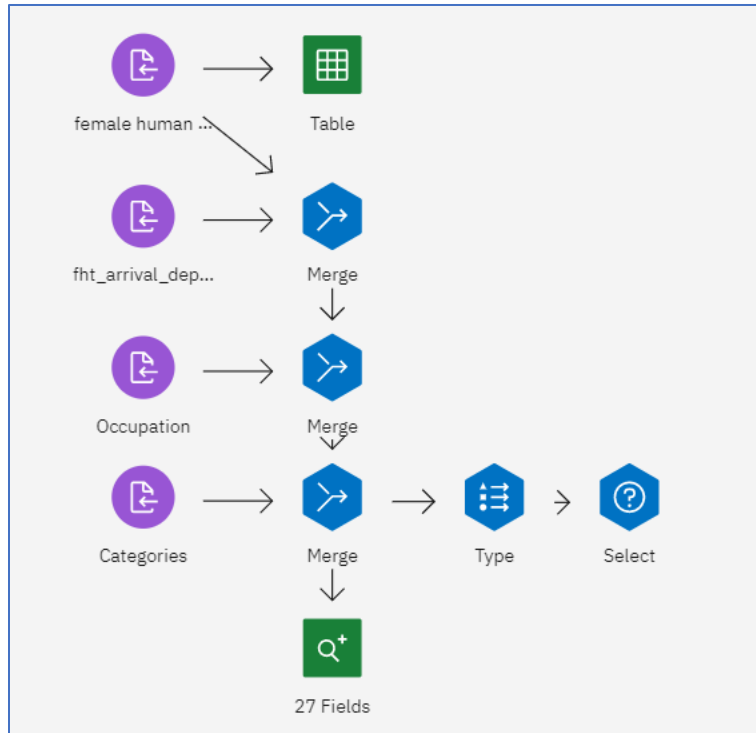 female human ...
Table
fht_arrival_dep...
Merge
Occupation
Merge
Categories
Merge
Type
Select
27 Fields